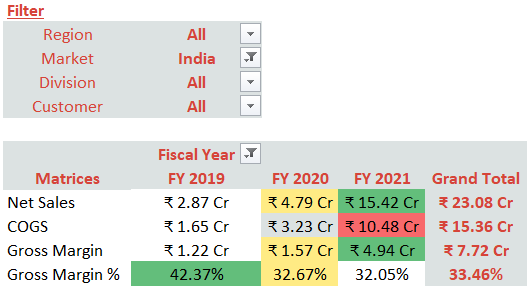 Filter
Region All
Market India
Division All
Customer All
Fiscal Year
Matrices FY 2019 FY 2020 FY 2021 Grand Total
Net Sales ₹ 2.87 Cr ₹ 4.79 Cr ₹ 15.42 Cr ₹ 23.08 Cr
COGS ₹ 1.65 Cr ₹ 3.23 Cr ₹ 10.48 Cr ₹ 15.36 Cr
Gross Margin ₹ 1.22 Cr ₹ 1.57 Cr ₹ 4.94 Cr ₹ 7.72 Cr
Gross Margin % 42.37% 32.67% 32.05% 33.46%